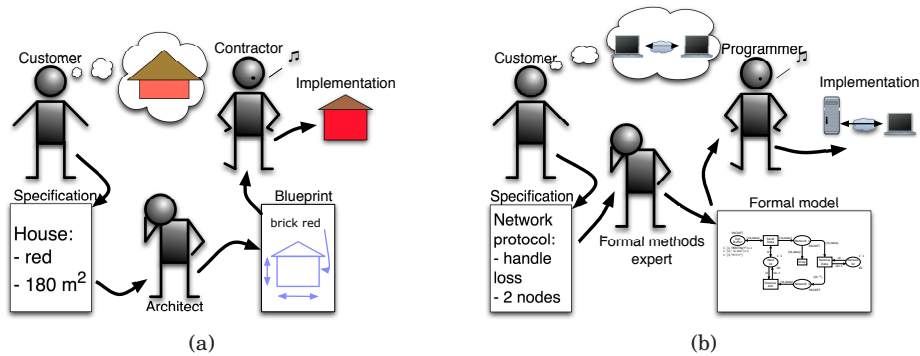 Customer
Contractor
Implementation
Specification
House:
- red
- 180 m²
Architect
Blueprint
brick red
(a)
Customer
Programmer
Implementation
Specification
Network
protocol:
- handle
loss
- 2 nodes
Formal methods
expert
Formal model
(b)